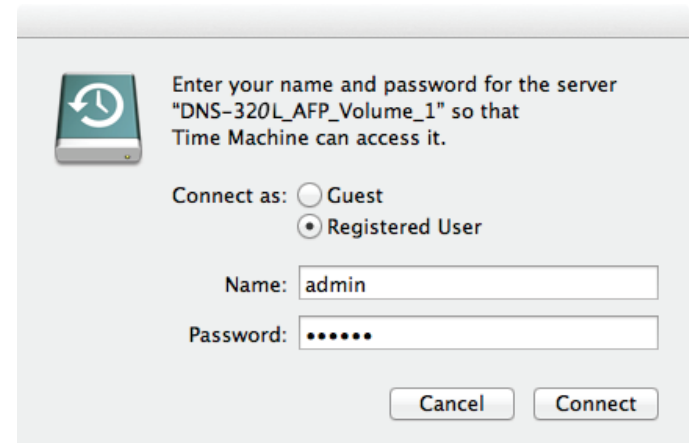 Enter your name and password for the server
“DNS-320L_AFP_Volume_1” so that
Time Machine can access it.
Connect as: Guest
Registered User
Name: admin
Password: ••••••
Cancel Connect